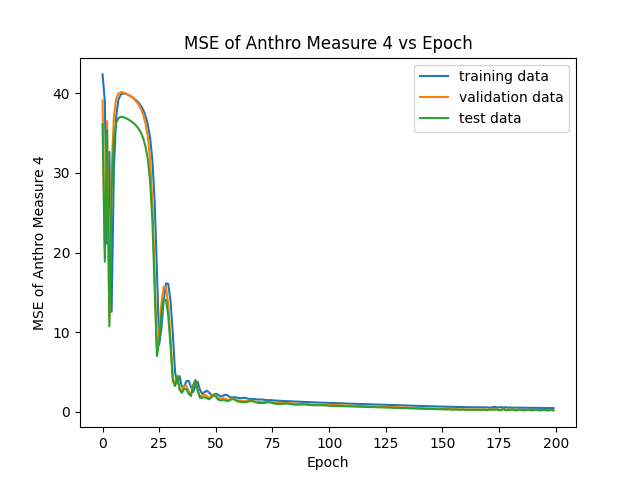 MSE of Anthro Measure 4 vs Epoch
training data
validation data
test data
MSE of Anthro Measure 4
40
30
20
10
0
0 25 50 75 100 125 150 175 200
Epoch